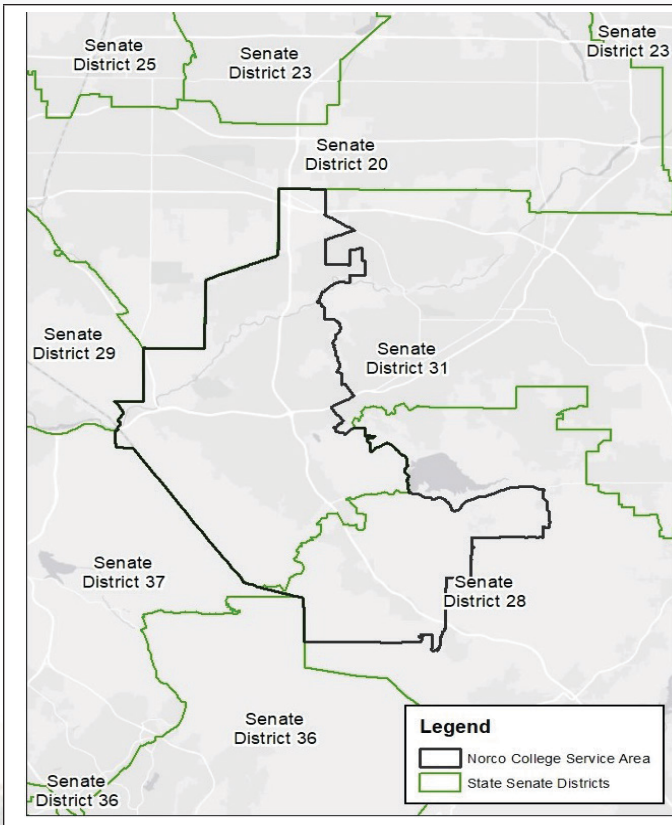 Senate
District 25
Senate
District 23
Senate
District 23
Senate
District 20
Senate
District 29
Senate
District 31
Senate
District 37
Senate
District 28
Senate
District 36
Senate
District 36
Legend
Norco College Service Area
State Senate Districts